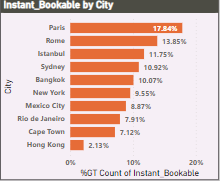 Instant_Bookable by City
Paris 17.84%
Rome 13.85%
Istanbul 11.75%
Sydney 10.92%
Bangkok 10.07%
New York 9.55%
Mexico City 8.87%
Rio de Janeiro 7.91%
Cape Town 7.12%
Hong Kong 2.13%
City
0% 10% 20%
%GT Count of Instant_Bookable